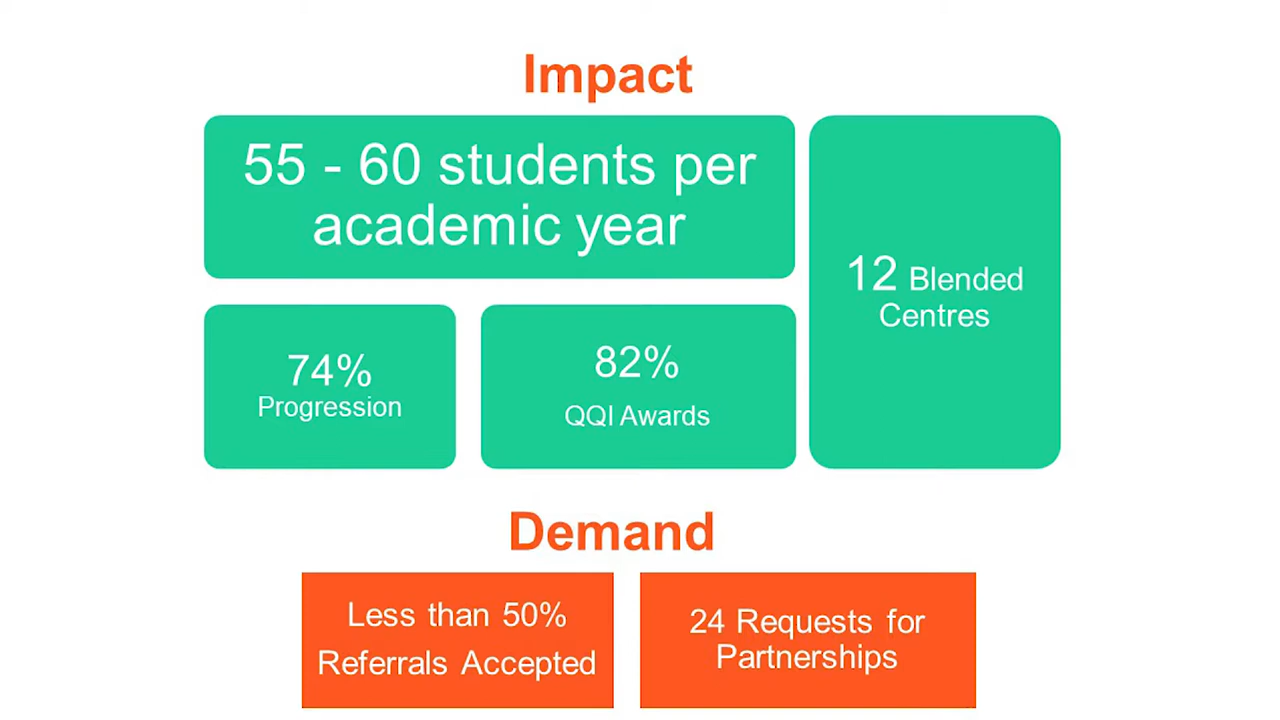 Impact
55 - 60 students per
academic year
12 Blended
Centres
74%
Progression
82%
QQI Awards
Demand
Less than 50%
Referrals Accepted
24 Requests for
Partnerships